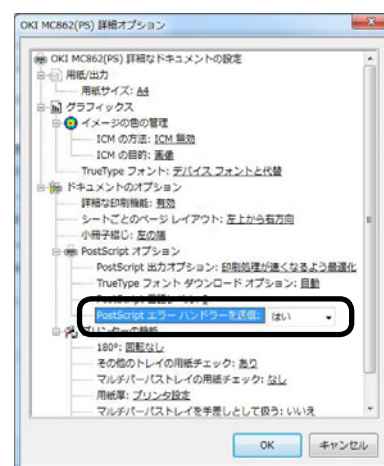 OKI MC862(PS) 詳細オプション
OKI MC862(PS) 詳細なドキュメントの設定
用紙/出力
用紙サイズ: A4
グラフィックス
イメージの色の管理
ICM の方法: ICM 無効
ICM の目的: 画像
TrueType フォント: デバイス フォントと代替
ドキュメントのオプション
詳細な印刷機能: 有効
シートごとのページ レイアウト: 左上から右方向
小冊子綴じ: 左の端
PostScript オプション
PostScript 出力オプション: 印刷処理が速くなるよう最適化
TrueType フォント ダウンロード オプション: 自動
PostScript エラー ハンドラーを送信: はい
プリンターの機能
180°: 回転なし
その他のトレイの用紙チェック: あり
マルチパーパストレイの用紙チェック: なし
用紙厚: プリンタ設定
マルチパーパストレイを手差しとして扱う: いいえ
OK キャンセル